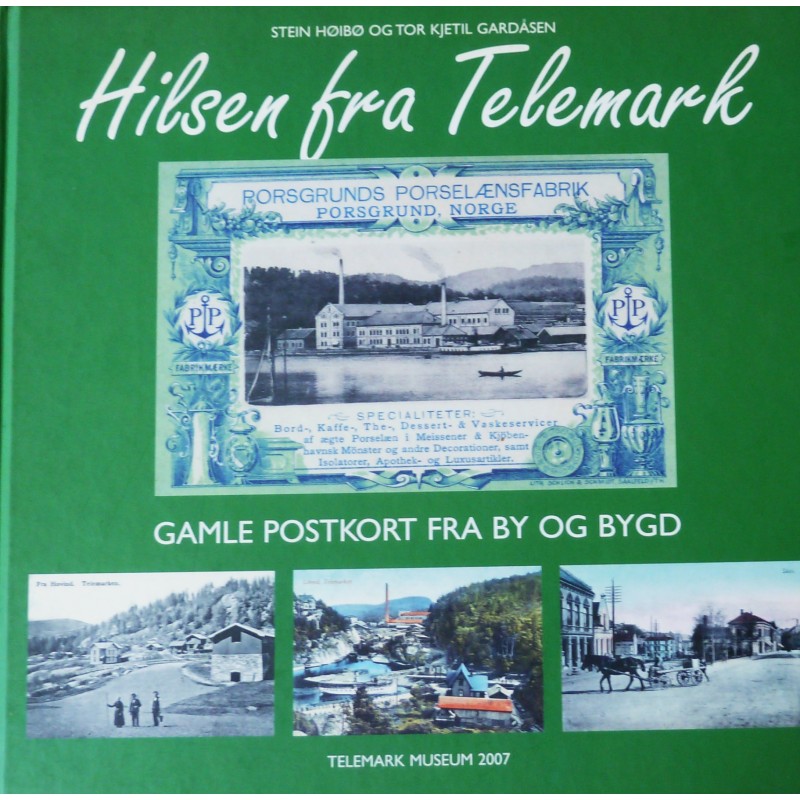 STEIN HØIBØ OG TOR KJETIL GARDÅSEN
Hilsen fra Telemark
PORSGRUNDS PORSELÆNSFABRIK
PORSGRUND, NORGE
PP
PP
FABRIKMÆRKE
FABRIKMÆRKE
SPECIALITETER:
Bord-, Kaffe-, The-, Dessert- & Vaskeservicer
af ægte Porselæn i Meissener & Kjøben-
havnsk Mönster og andre Decorationer, samt
Isolatorer, Apothek- og Luxusartikler.
GAMLE POSTKORT FRA BY OG BYGD
Fra Hovind. Telemarken.
TELEMARK MUSEUM 2007